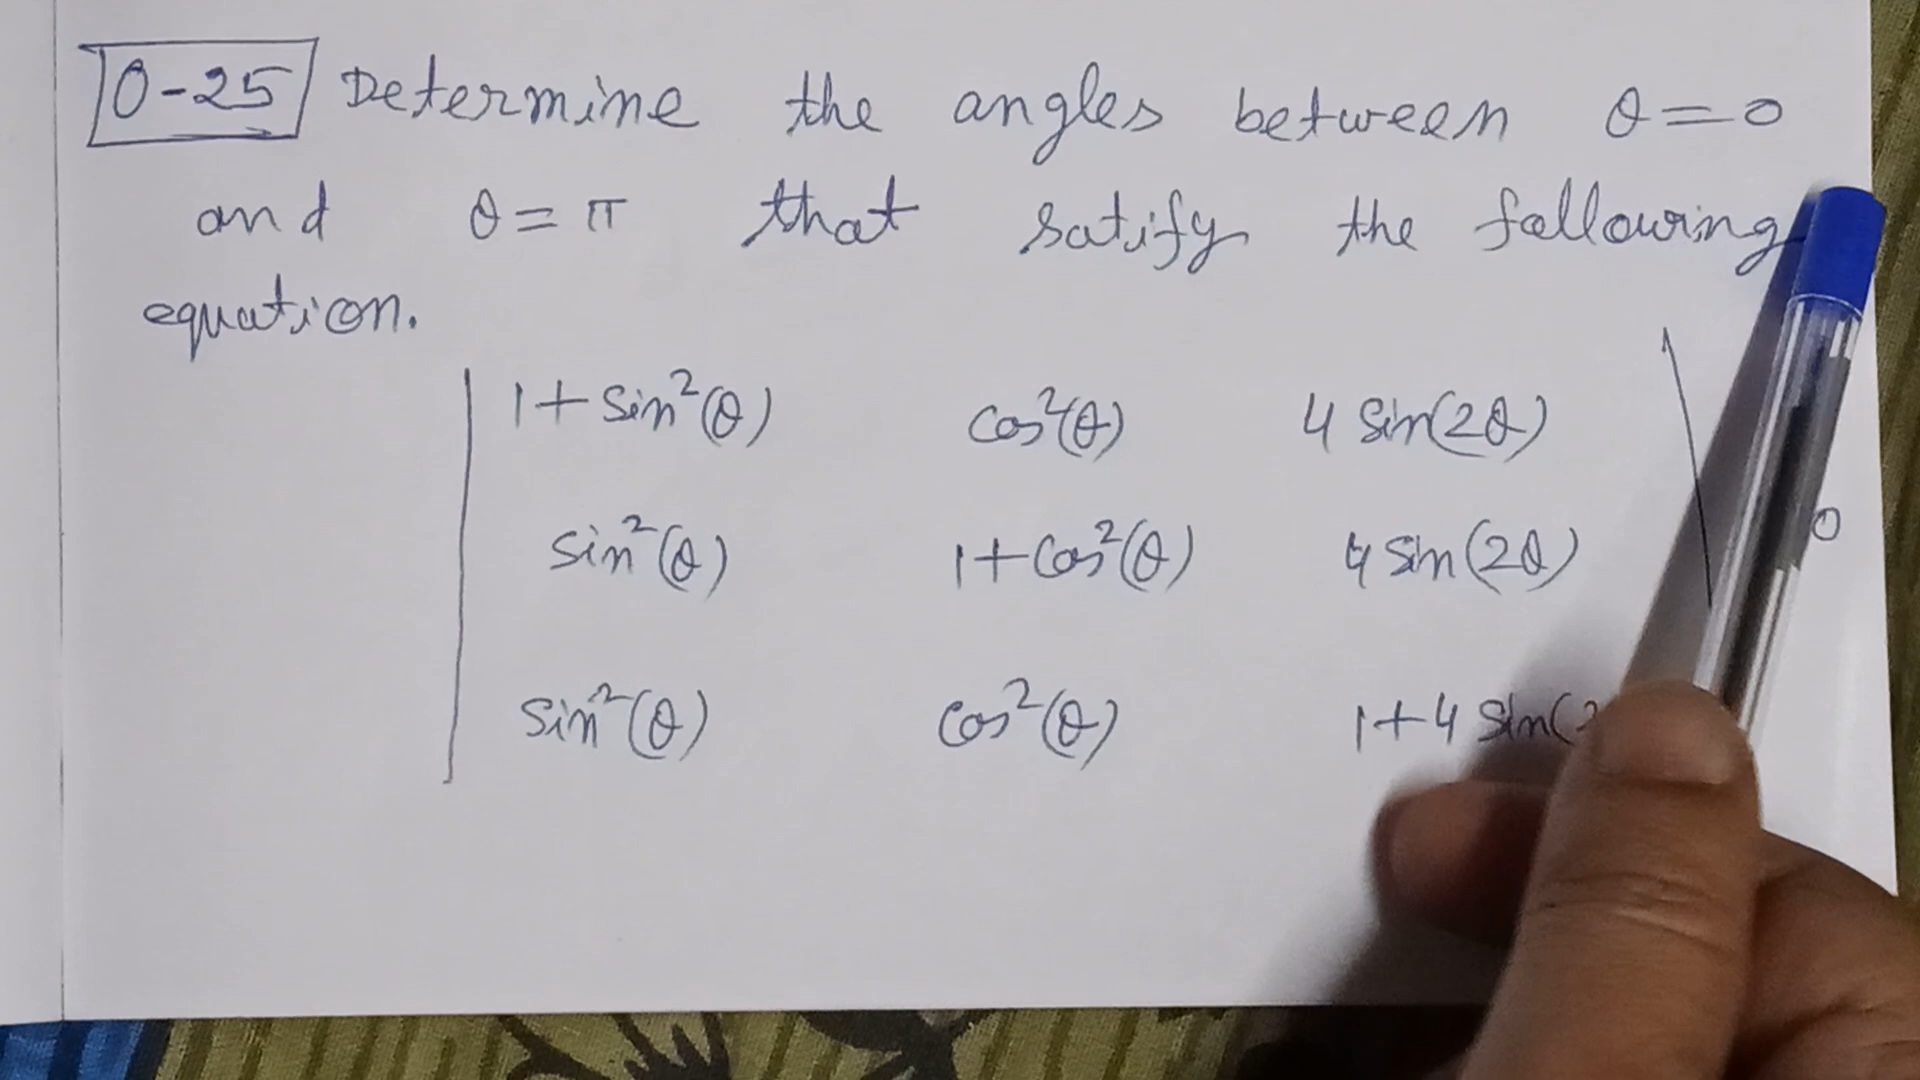 Q-25 Determine the angles between θ=0
and θ=π that satify the following
equation.
| 1+sin²(θ) cos²(θ) 4 sin(2θ) |
sin²(θ) 1+cos²(θ) 4 sin(2θ) 0
sin²(θ) cos²(θ) 1+4 sin(